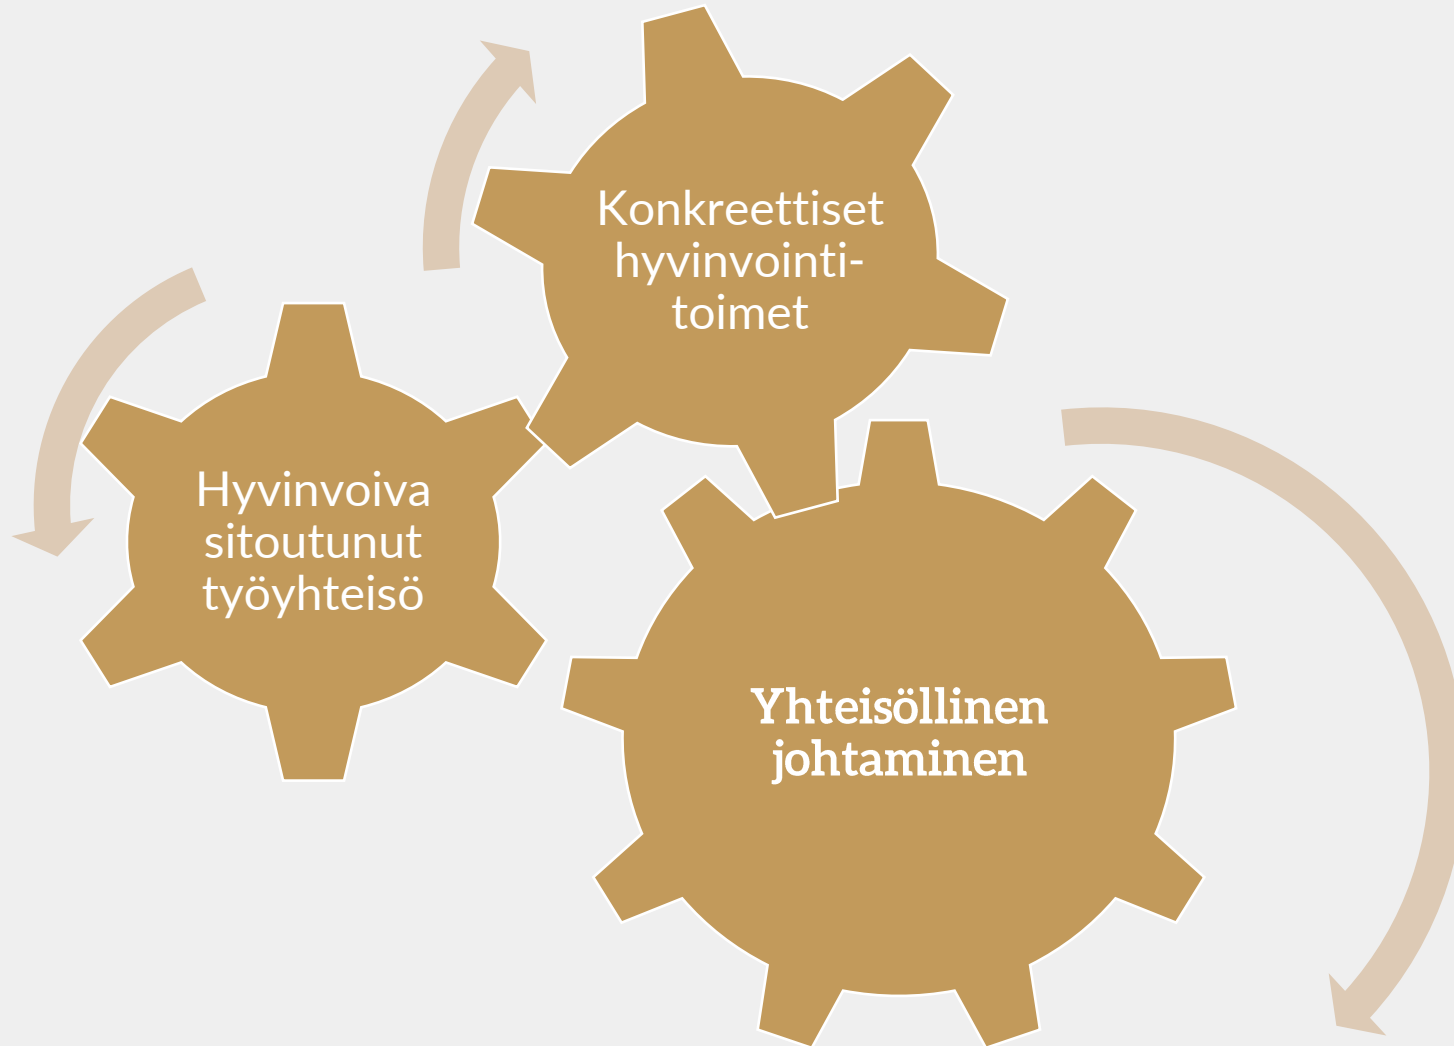 Konkreettiset
hyvinvointi-
toimet
Hyvinvoiva
sitoutunut
työyhteisö
Yhteisöllinen
johtaminen